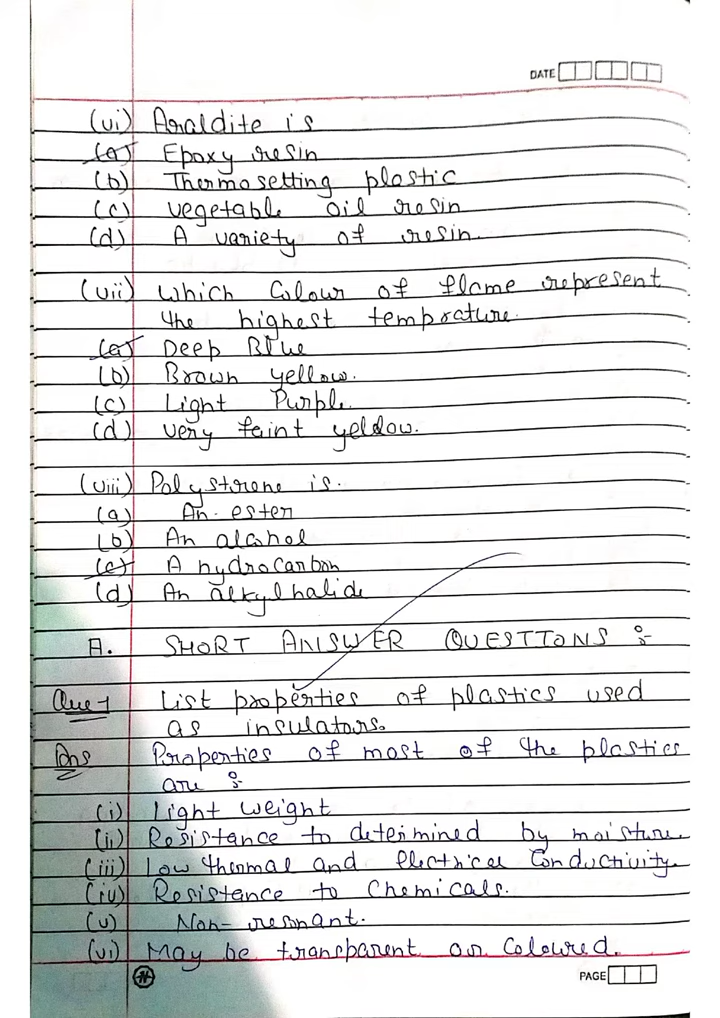 DATE
(vi) Araldite is
(a) Epoxy resin
(b) Thermosetting plastic
(c) vegetable oil resin
(d) A variety of resin.
(vii) which Colour of flame represent
the highest temprature.
(a) Deep Blue
(b) Brown yellow.
(c) Light Purple.
(d) very faint yellow.
(viii) Polystirene is.
(a) An ester
(b) An alcohol
(c) A hydrocarbon
(d) An alkyl halide
A. SHORT ANSWER QUESTIONS :-
Que-1 List properties of plastics used
as insulators.
Ans Properties of most of the plastics
are :-
(i) Light weight
(ii) Resistance to determined by moisture.
(iii) Low thermal and electrical Conductivity.
(iv) Resistance to Chemicals.
(v) Non-resonant.
(vi) May be transparent or Coloured.
PAGE